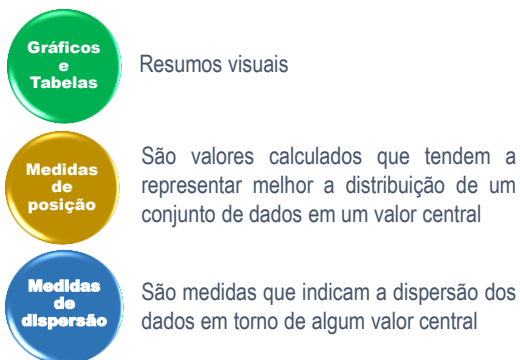 Gráficos
e
Tabelas
Resumos visuais
Medidas
de
posição
São valores calculados que tendem a
representar melhor a distribuição de um
conjunto de dados em um valor central
Medidas
de
dispersão
São medidas que indicam a dispersão dos
dados em torno de algum valor central